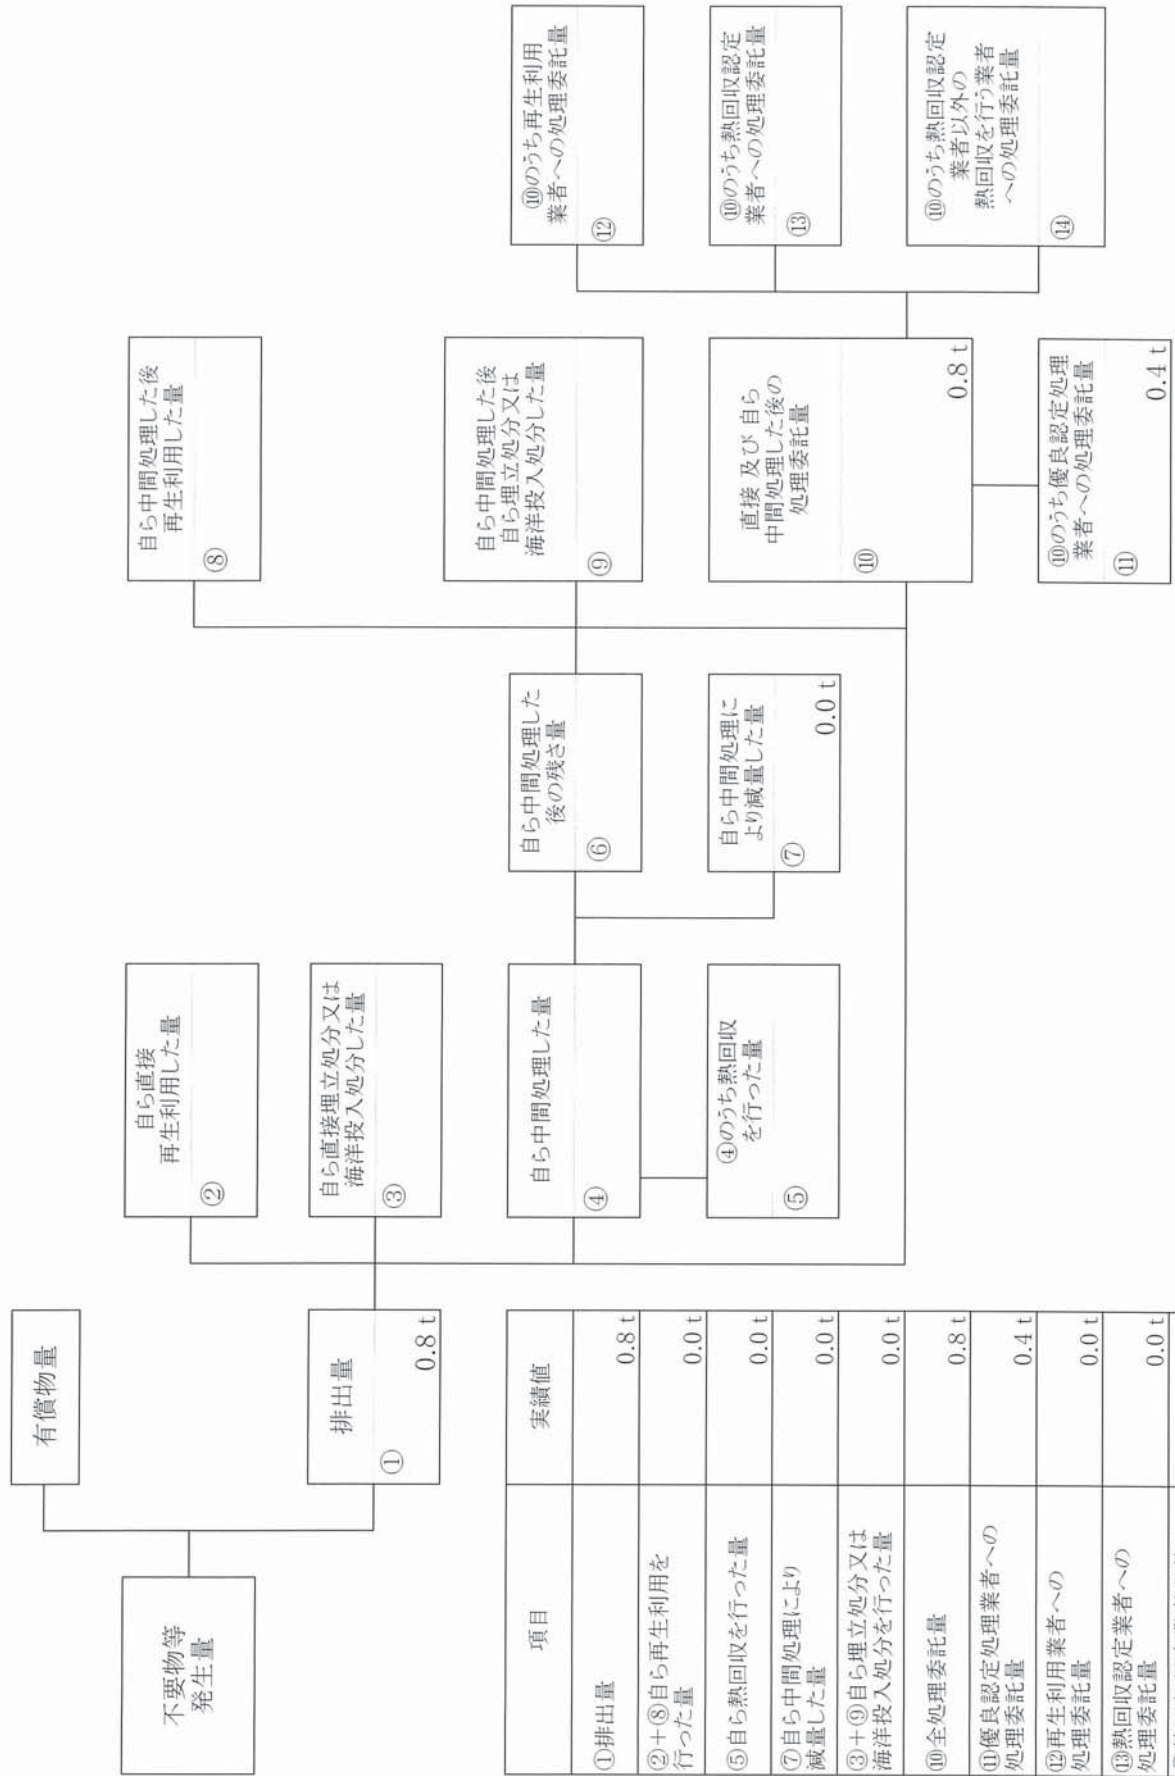 不要物等
発生量
有償物量
排出量
①
0.8 t
自ら直接
再生利用した量
②
自ら直接埋立処分又は
海洋投入処分した量
③
自ら中間処理した量
④
④のうち熱回収
を行った量
⑤
自ら中間処理した
後の残さ量
⑥
自ら中間処理に
より減量した量
⑦
0.0 t
自ら中間処理した後
再生利用した量
⑧
自ら中間処理した後
自ら埋立処分又は
海洋投入処分した量
⑨
直接 及び 自ら
中間処理した後の
処理委託量
⑩
0.8 t
⑩のうち優良認定処理
業者への処理委託量
⑪
0.4 t
⑩のうち再生利用
業者への処理委託量
⑫
⑩のうち熱回収認定
業者への処理委託量
⑬
⑩のうち熱回収認定
業者以外の
熱回収を行う業者
への処理委託量
⑭
項目
実績値
①排出量
0.8 t
②+⑧自ら再生利用を
行った量
0.0 t
⑤自ら熱回収を行った量
0.0 t
⑦自ら中間処理により
減量した量
0.0 t
③+⑨自ら埋立処分又は
海洋投入処分を行った量
0.0 t
⑩全処理委託量
0.8 t
⑪優良認定処理業者への
処理委託量
0.4 t
⑫再生利用業者への
処理委託量
0.0 t
⑬熱回収認定業者への
処理委託量
0.0 t